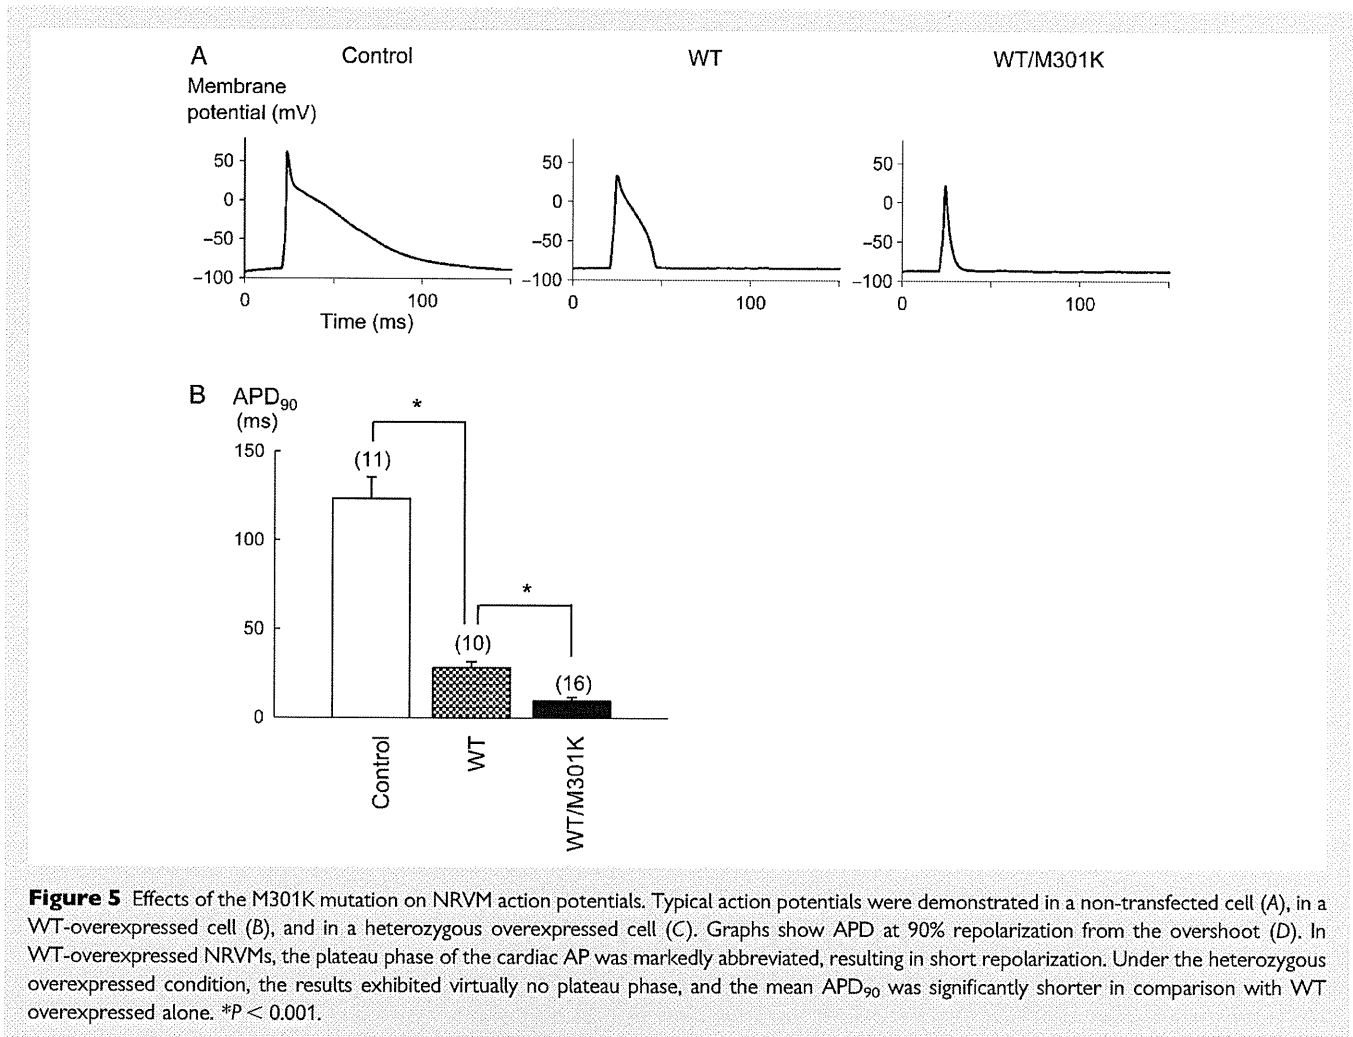 A Control WT WT/M301K
Membrane
potential (mV)
50 50 50
0 0 0
−50 −50 −50
−100 −100 −100
0 100 0 100 0 100
Time (ms)
B APD90
(ms)
*
150
(11)
100
*
50
(10)
(16)
0
Control WT WT/M301K
Figure 5 Effects of the M301K mutation on NRVM action potentials. Typical action potentials were demonstrated in a non-transfected cell (A), in a
WT-overexpressed cell (B), and in a heterozygous overexpressed cell (C). Graphs show APD at 90% repolarization from the overshoot (D). In
WT-overexpressed NRVMs, the plateau phase of the cardiac AP was markedly abbreviated, resulting in short repolarization. Under the heterozygous
overexpressed condition, the results exhibited virtually no plateau phase, and the mean APD90 was significantly shorter in comparison with WT
overexpressed alone. *P < 0.001.